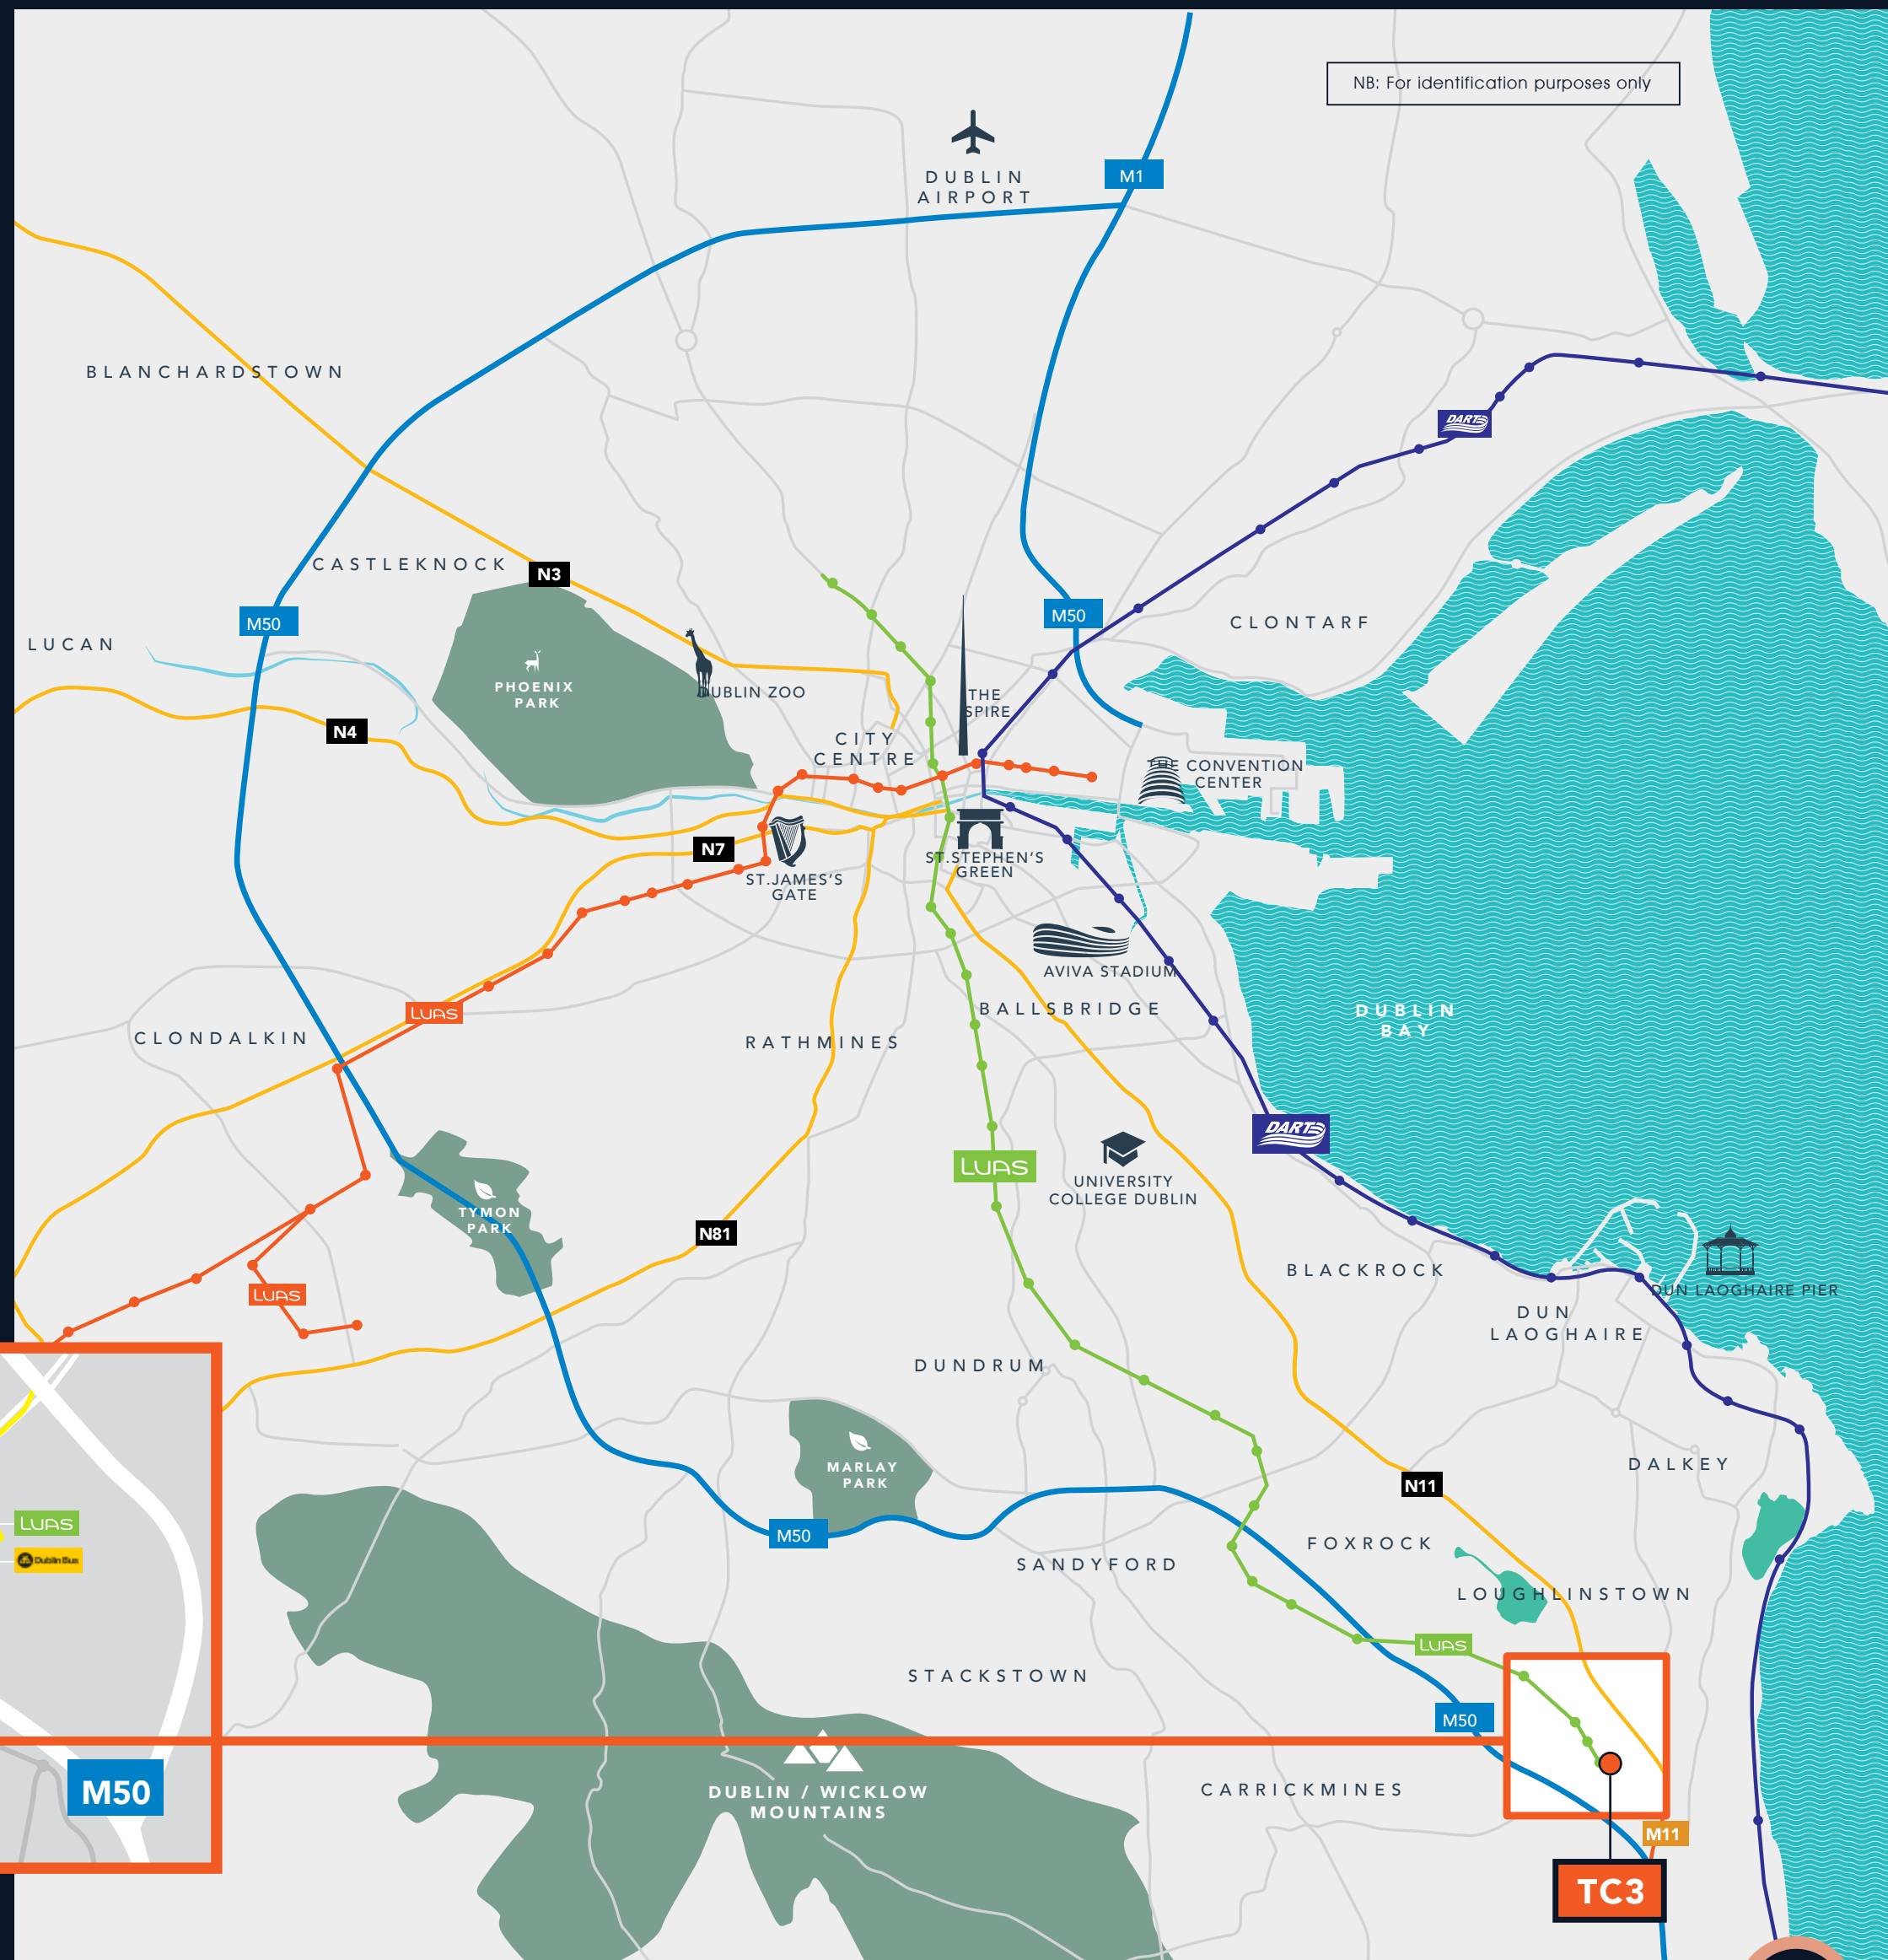 NB: For identification purposes only
DUBLIN
AIRPORT
M1
BLANCHARDSTOWN
DART
CASTLEKNOCK
N3
M50
M50
CLONTARF
LUCAN
PHOENIX
PARK
DUBLIN ZOO
THE
SPIRE
N4
CITY
CENTRE
THE CONVENTION
CENTER
N7
ST.JAMES'S
GATE
ST.STEPHEN'S
GREEN
AVIVA STADIUM
BALLSBRIDGE
DUBLIN
BAY
LUAS
CLONDALKIN
RATHMINES
DART
LUAS
UNIVERSITY
COLLEGE DUBLIN
TYMON
PARK
N81
BLACKROCK
DUN LAOGHAIRE PIER
LUAS
DUN
LAOGHAIRE
DUNDRUM
MARLAY
PARK
DALKEY
N11
LUAS
Dublin Bus
M50
FOXROCK
SANDYFORD
LOUGHLINSTOWN
LUAS
STACKSTOWN
M50
M50
DUBLIN / WICKLOW
MOUNTAINS
CARRICKMINES
M11
TC3